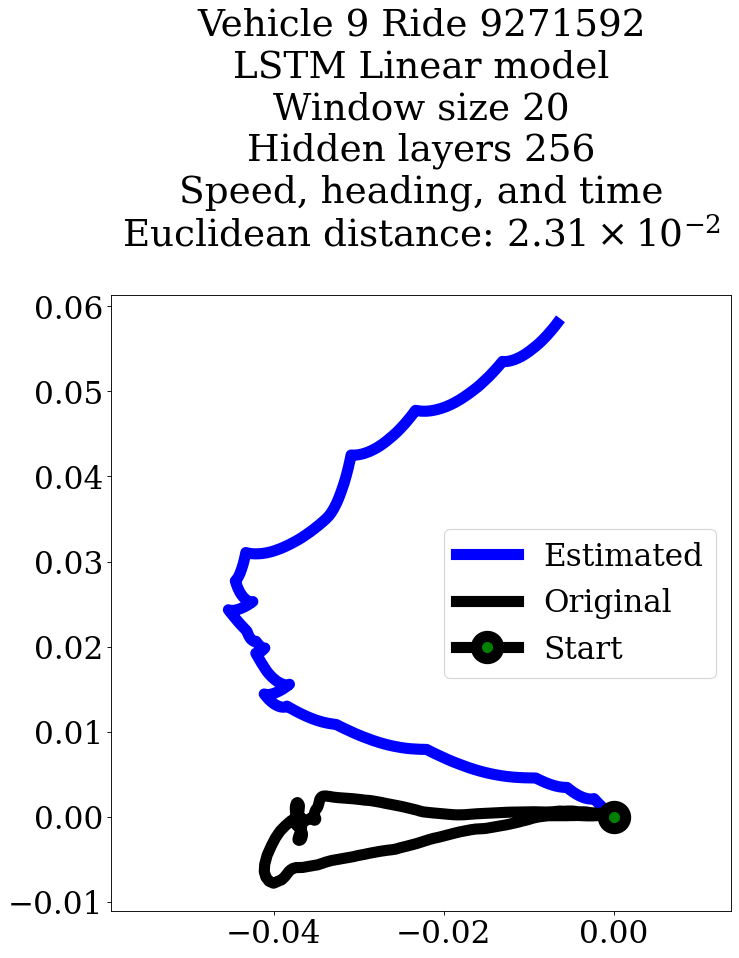 Vehicle 9 Ride 9271592
LSTM Linear model
Window size 20
Hidden layers 256
Speed, heading, and time
Euclidean distance: 2.31 × 10⁻²
0.06
0.05
0.04
0.03
0.02
0.01
0.00
−0.01
Estimated
Original
Start
−0.04 −0.02 0.00